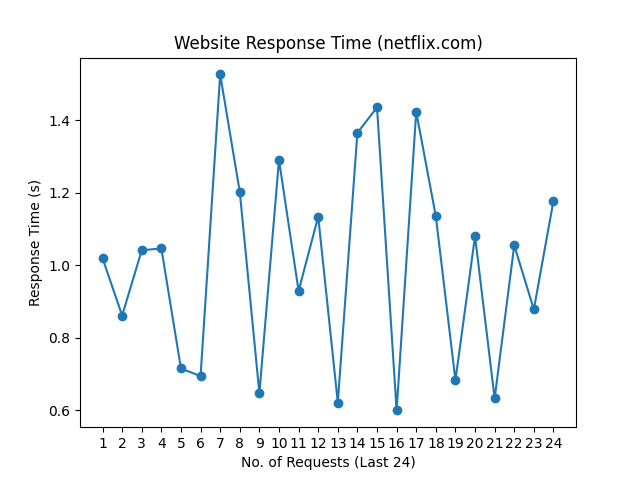 Website Response Time (netflix.com)
Response Time (s)
1.4
1.2
1.0
0.8
0.6
1 2 3 4 5 6 7 8 9 10 11 12 13 14 15 16 17 18 19 20 21 22 23 24
No. of Requests (Last 24)